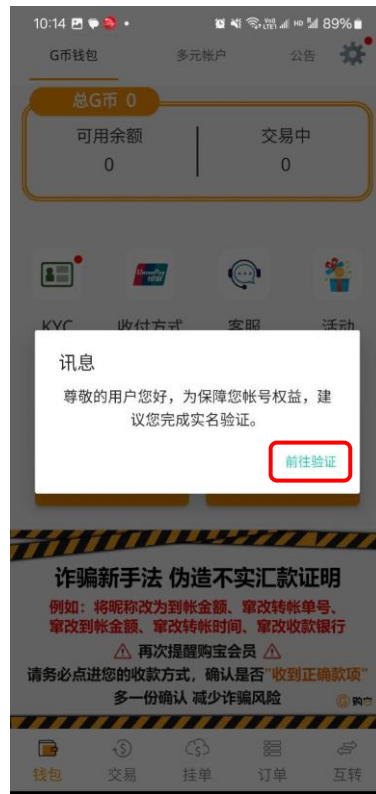 10:14 89%
G币钱包 多元帐户 公告
总G币 0
可用余额 交易中
0 0
UnionPay
银联
KYC 收付方式 客服 活动
讯息
尊敬的用户您好，为保障您帐号权益，建
议您完成实名验证。
前往验证
诈骗新手法 伪造不实汇款证明
例如：将昵称改为到帐金额、窜改转帐单号、
窜改到帐金额、窜改转帐时间、窜改收款银行
再次提醒购宝会员
请务必点进您的收款方式，确认是否"收到正确款项"
多一份确认 减少诈骗风险
G 购宝
钱包 交易 挂单 订单 互转